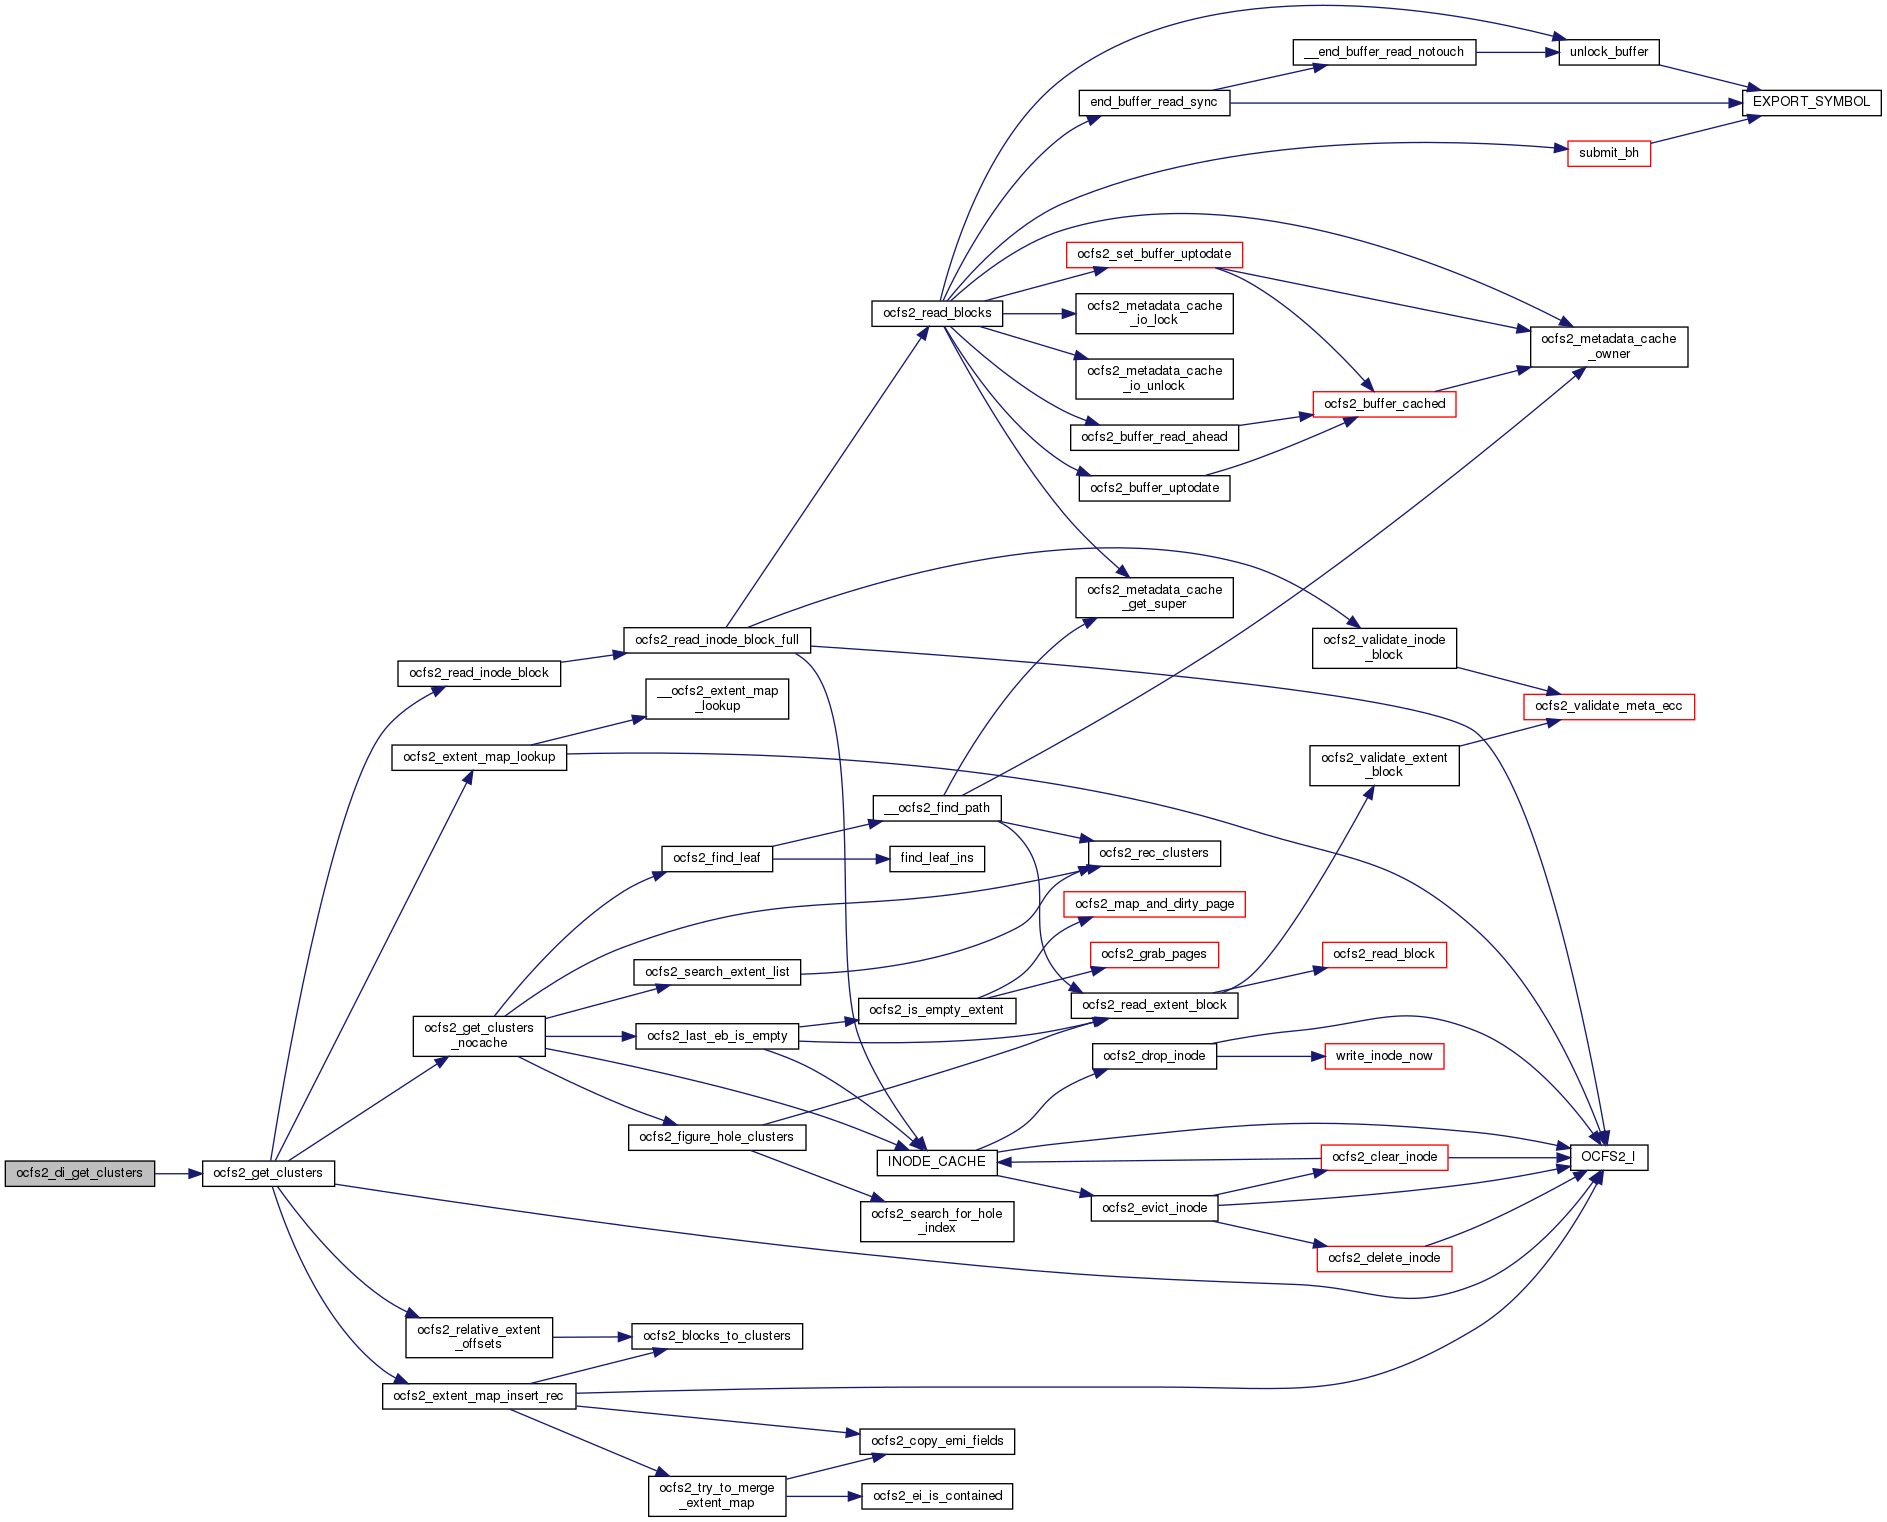 __end_buffer_read_notouch
unlock_buffer
end_buffer_read_sync
EXPORT_SYMBOL
submit_bh
ocfs2_set_buffer_uptodate
ocfs2_read_blocks
ocfs2_metadata_cache
_io_lock
ocfs2_metadata_cache
_owner
ocfs2_metadata_cache
_io_unlock
ocfs2_buffer_cached
ocfs2_buffer_read_ahead
ocfs2_buffer_uptodate
ocfs2_metadata_cache
_get_super
ocfs2_read_inode_block_full
ocfs2_validate_inode
_block
ocfs2_read_inode_block
__ocfs2_extent_map
_lookup
ocfs2_validate_meta_ecc
ocfs2_extent_map_lookup
ocfs2_validate_extent
_block
__ocfs2_find_path
ocfs2_find_leaf
find_leaf_ins
ocfs2_rec_clusters
ocfs2_map_and_dirty_page
ocfs2_grab_pages
ocfs2_read_block
ocfs2_search_extent_list
ocfs2_is_empty_extent
ocfs2_read_extent_block
ocfs2_get_clusters
_nocache
ocfs2_last_eb_is_empty
ocfs2_drop_inode
write_inode_now
ocfs2_figure_hole_clusters
INODE_CACHE
ocfs2_clear_inode
OCFS2_I
ocfs2_di_get_clusters
ocfs2_get_clusters
ocfs2_evict_inode
ocfs2_search_for_hole
_index
ocfs2_delete_inode
ocfs2_relative_extent
_offsets
ocfs2_blocks_to_clusters
ocfs2_extent_map_insert_rec
ocfs2_copy_emi_fields
ocfs2_try_to_merge
_extent_map
ocfs2_ei_is_contained